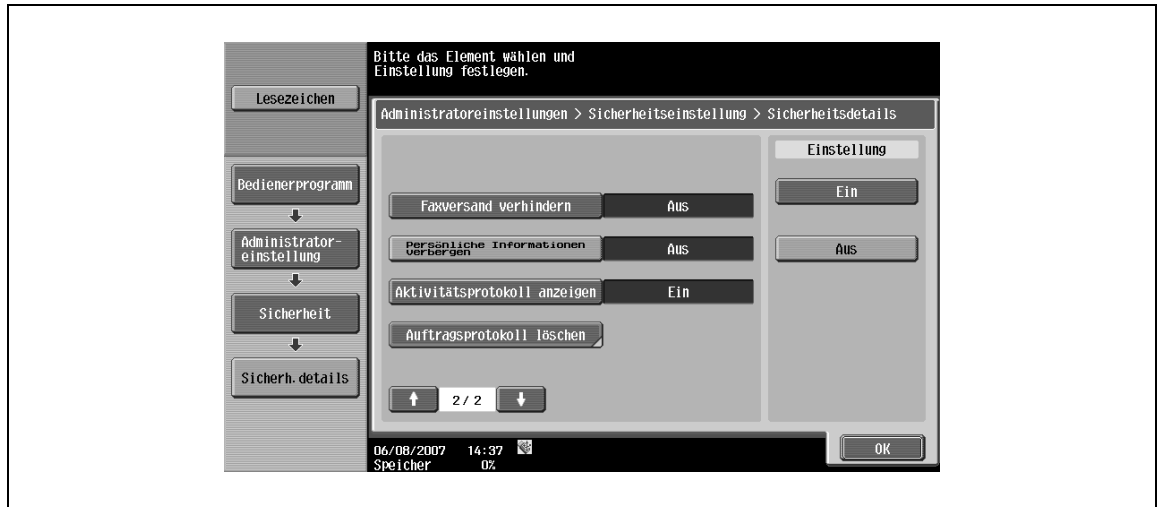 Bitte das Element wählen und
Einstellung festlegen.
Lesezeichen
Administratoreinstellungen > Sicherheitseinstellung > Sicherheitsdetails
Einstellung
Bedienerprogramm
Ein
Faxversand verhindern
Aus
Administrator-
einstellung
Persönliche Informationen
verbergen
Aus
Aus
Aktivitätsprotokoll anzeigen
Ein
Sicherheit
Auftragsprotokoll löschen
Sicherh.details
2/ 2
06/08/2007 14:37
Speicher 0%
OK